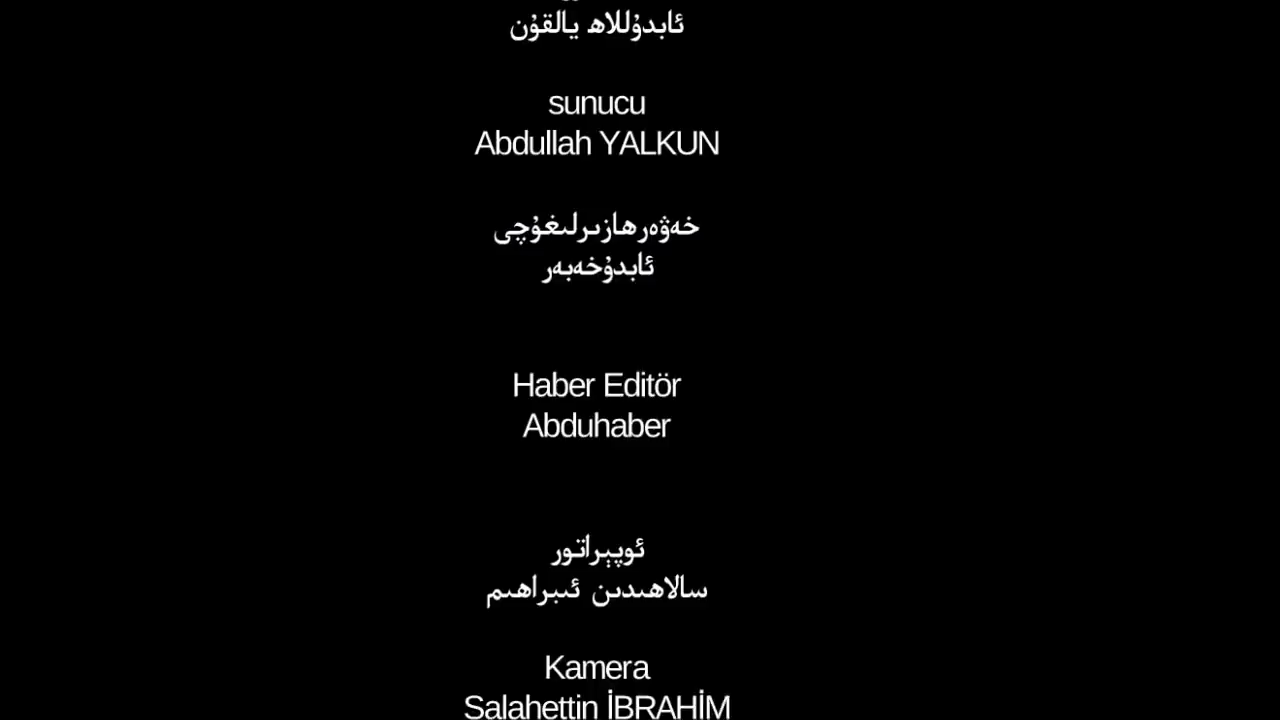 ئابدۇللاھ يالقۇن
sunucu
Abdullah YALKUN
خەۋەرھازىرلىغۇچى
ئابدۇخەبەر
Haber Editör
Abduhaber
ئوپېراتور
سالاھىدىن ئىبراھىم
Kamera
Salahettin İBRAHİM